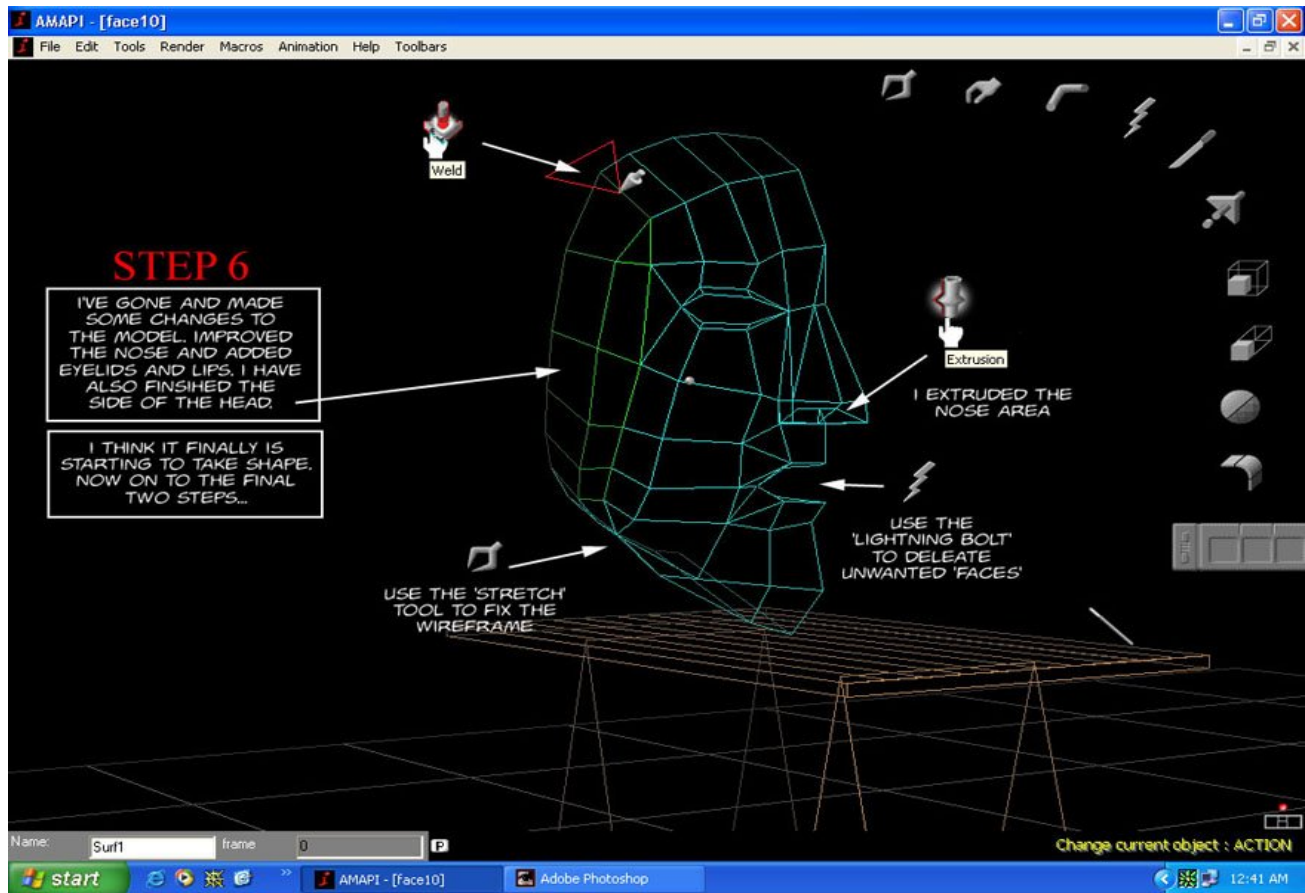 AMAPI - [face10]
File Edit Tools Render Macros Animation Help Toolbars
Weld
STEP 6
I'VE GONE AND MADE
SOME CHANGES TO
THE MODEL. IMPROVED
THE NOSE AND ADDED
EYELIDS AND LIPS. I HAVE
ALSO FINSIHED THE
SIDE OF THE HEAD.
I THINK IT FINALLY IS
STARTING TO TAKE SHAPE.
NOW ON TO THE FINAL
TWO STEPS...
Extrusion
I EXTRUDED THE
NOSE AREA
USE THE
'LIGHTNING BOLT'
TO DELEATE
UNWANTED 'FACES'
USE THE 'STRETCH'
TOOL TO FIX THE
WIREFRAME
Name: Surf1 frame 0 P
Change current object : ACTION
start
AMAPI - [face10]
Adobe Photoshop
12:41 AM